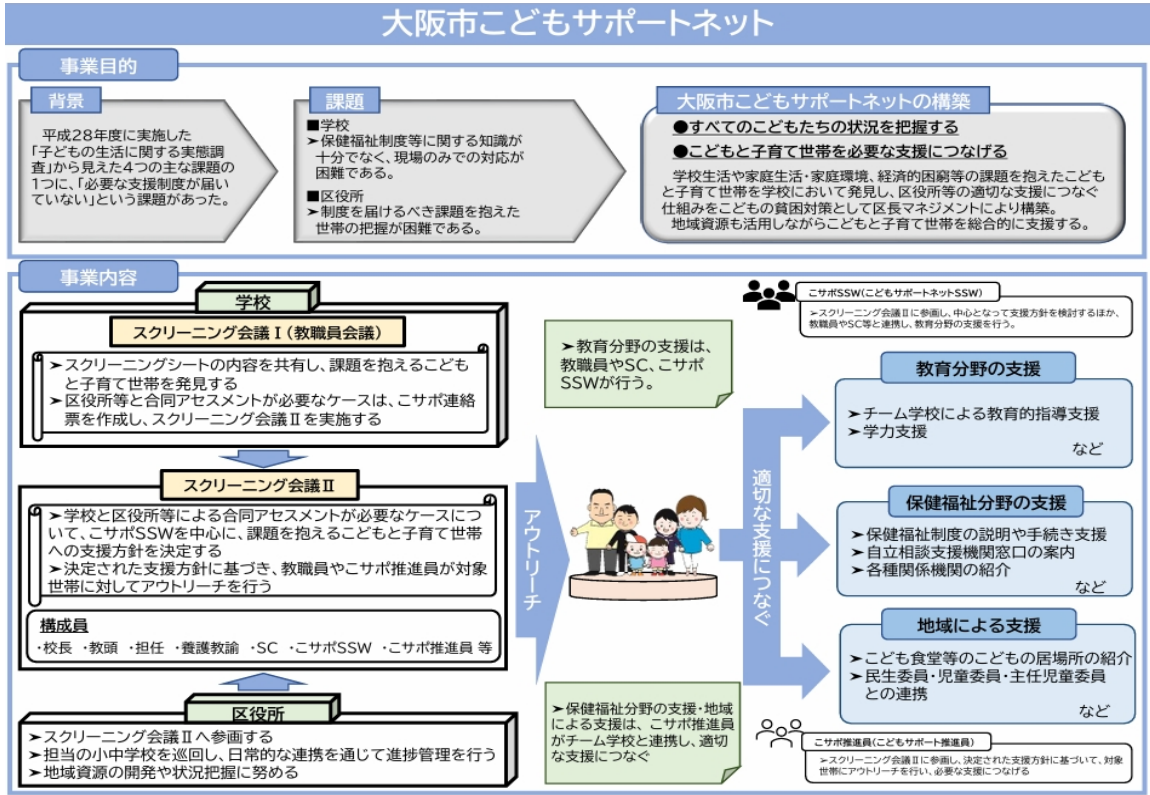 大阪市こどもサポートネット
事業目的
背景
平成28年度に実施した
「子どもの生活に関する実態調
査」から見えた4つの主な課題の
1つに、「必要な支援制度が届い
ていない」という課題があった。
課題
■学校
➢保健福祉制度等に関する知識が
十分でなく、現場のみでの対応が
困難である。
■区役所
➢制度を届けるべき課題を抱えた
世帯の把握が困難である。
大阪市こどもサポートネットの構築
●すべてのこどもたちの状況を把握する
●こどもと子育て世帯を必要な支援につなげる
学校生活や家庭生活・家庭環境、経済的困窮等の課題を抱えたこども
と子育て世帯を学校において発見し、区役所等の適切な支援につなぐ
仕組みをこどもの貧困対策として区長マネジメントにより構築。
地域資源も活用しながらこどもと子育て世帯を総合的に支援する。
事業内容
学校
スクリーニング会議Ⅰ（教職員会議）
➢スクリーニングシートの内容を共有し、課題を抱えるこども
と子育て世帯を発見する
➢区役所等と合同アセスメントが必要なケースは、こサポ連絡
票を作成し、スクリーニング会議Ⅱを実施する
スクリーニング会議Ⅱ
➢学校と区役所等による合同アセスメントが必要なケースにつ
いて、こサポSSWを中心に、課題を抱えるこどもと子育て世帯
への支援方針を決定する
➢決定された支援方針に基づき、教職員やこサポ推進員が対象
世帯に対してアウトリーチを行う
構成員
・校長 ・教頭 ・担任 ・養護教諭 ・SC ・こサポSSW ・こサポ推進員 等
区役所
➢スクリーニング会議Ⅱへ参画する
➢担当の小中学校を巡回し、日常的な連携を通じて進捗管理を行う
➢地域資源の開発や状況把握に努める
アウトリーチ
➢教育分野の支援は、
教職員やSC、こサポ
SSWが行う。
➢保健福祉分野の支援・地域
による支援は、こサポ推進員
がチーム学校と連携し、適切
な支援につなぐ
適切な支援につなぐ
こサポSSW(こどもサポートネットSSW)
➢スクリーニング会議Ⅱに参画し、中心となって支援方針を検討するほか、
教職員やSC等と連携し、教育分野の支援を行う。
教育分野の支援
➢チーム学校による教育的指導支援
➢学力支援
など
保健福祉分野の支援
➢保健福祉制度の説明や手続き支援
➢自立相談支援機関窓口の案内
➢各種関係機関の紹介
など
地域による支援
➢こども食堂等のこどもの居場所の紹介
➢民生委員・児童委員・主任児童委員
との連携
など
こサポ推進員(こどもサポート推進員)
➢スクリーニング会議Ⅱに参画し、決定された支援方針に基づいて、対象
世帯にアウトリーチを行い、必要な支援につなげる